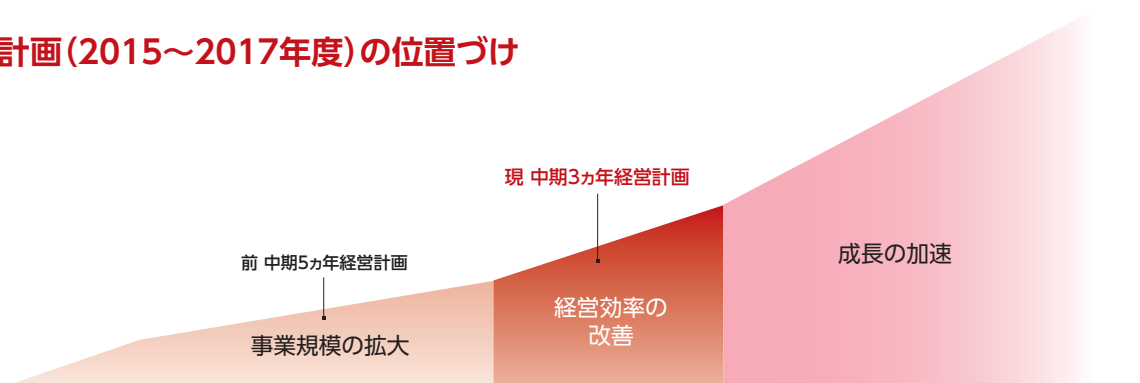 計画（2015～2017年度）の位置づけ
現 中期3ヵ年経営計画
前 中期5ヵ年経営計画
成長の加速
経営効率の
改善
事業規模の拡大